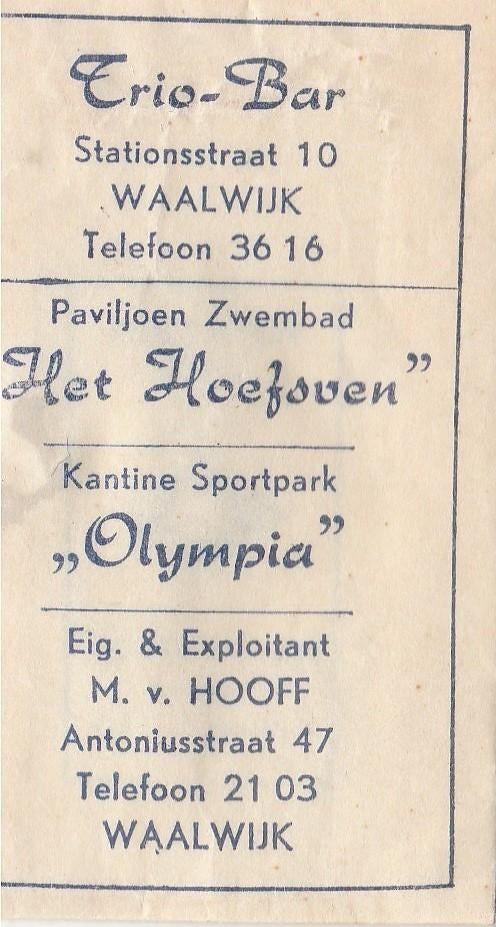 Trio-Bar
Stationsstraat 10
WAALWIJK
Telefoon 36 16
Paviljoen Zwembad
Het Hoefsven”
Kantine Sportpark
„Olympia”
Eig. & Exploitant
M. v. HOOFF
Antoniusstraat 47
Telefoon 21 03
WAALWIJK